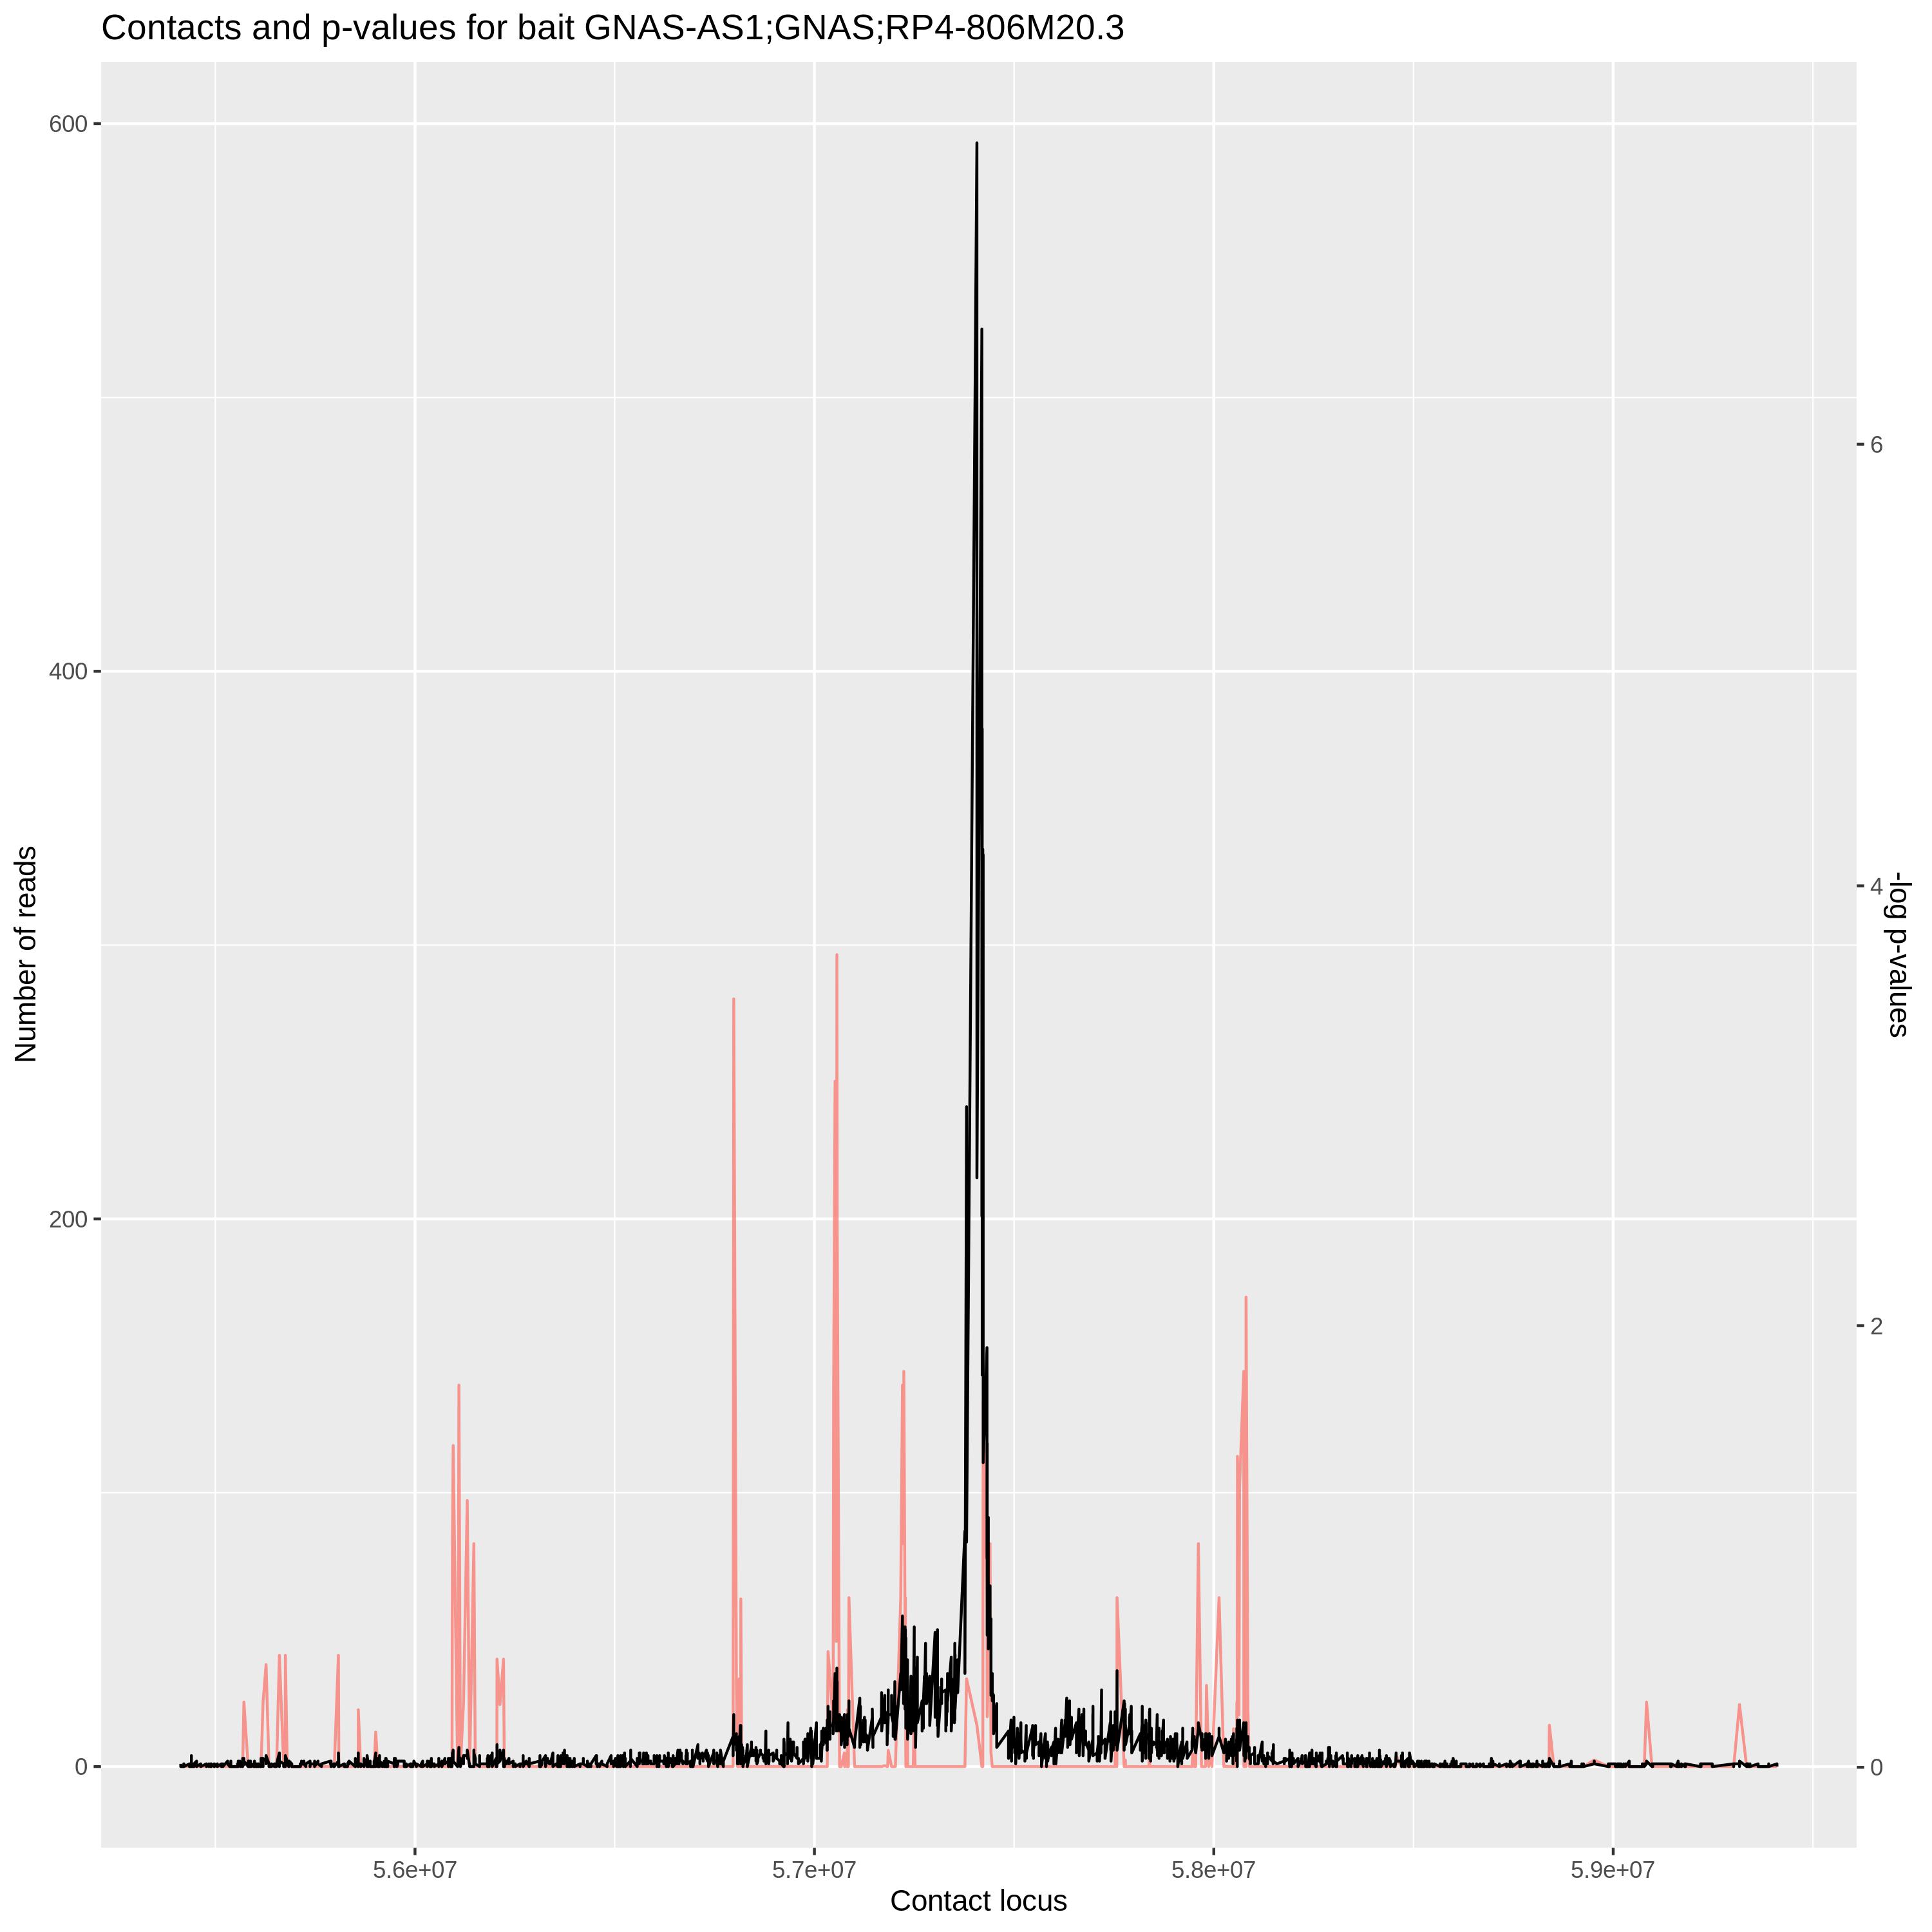 Contacts and p-values for bait GNAS-AS1;GNAS;RP4-806M20.3
600
400
200
0
Number of reads
6
4
2
0
-log p-values
5.6e+07
5.7e+07
5.8e+07
5.9e+07
Contact locus